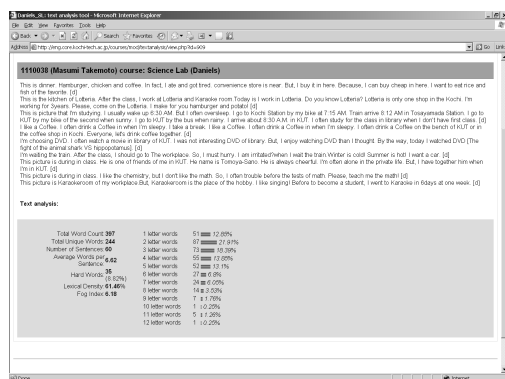 Daniels_SL: text analysis tool - Microsoft Internet Explorer
File Edit View Favorites Tools Help
Back Search Favorites
Address http://eng.core.kochi-tech.ac.jp/courses/mod/textanalysis/view.php?id=909 Go Links
1110038 (Masumi Takemoto) course: Science Lab (Daniels)
This is dinner. Hamburger, chicken and coffee. In fact, I ate and got tired. convenience store is near. But, I buy it in here. Because, I can buy cheap in here. I want to eat rice and
fish of the favorite. [d]
This is the kitchen of Lotteria. After the class, I work at Lotteria and Karaoke room Today is I work in Lotteria. Do you know Lotteria? Lotteria is only one shop in the Kochi. I'm
working for 3years. Please, come on the Lotteria. I make for you hamburger and potato! [d]
This is picture that I'm studying. I usually wake up 6:30 AM. But I often oversleep. I go to Kochi Station by my bike at 7:15 AM. Train arrive 8:12 AM in Tosayamada Station. I go to
KUT by my bike of the second when sunny. I go to KUT by the bus when rainy. I arrive about 8:30 A.M. in KUT. I often study for the class in library when I don't have first class. [d]
I like a Coffee. I often drink a Coffee in when I'm sleepy. I take a break. I like a Coffee. I often drink a Coffee in when I'm sleepy. I often drink a Coffee on the bench of KUT or in
the coffee shop in Kochi. Everyone, let's drink coffee together. [d]
I'm choosing DVD. I often watch a movie in library of KUT. I was not interesting DVD of library. But, I enjoy watching DVD than I thought. By the way, today I watched DVD [The
fight of the animal shark VS hippopotamus]. [d]
I'm waiting the train. After the class, I should go to The workplace. So, I must hurry. I am irritated?when I wait the train.Winter is cold! Summer is hot! I want a car. [d]
This picture is during in class. He is one of friends of me in KUT. He name is Tomoya-Sano. He is always cheerful. I'm often alone in the private life. But, I have together him when
I'm in KUT. [d]
This picture is during in class. I like the chemistry, but I don't like the math. So, I often trouble before the tests of math. Please, teach me the math! [d]
This picture is Karaokeroom of my workplace But, Karaokeroom is the place of the hobby. I like singing! Before to become a student, I went to Karaoke in 6days at one week. [d]
Text analysis:
Total Word Count: 397 1 letter words 51 12.85%
Total Unique Words: 244 2 letter words 87 21.91%
Number of Sentences: 60 3 letter words 73 18.39%
Average Words per Sentence: 6.62 4 letter words 55 13.85%
5 letter words 52 13.1%
Hard Words: 35 (8.82%) 6 letter words 27 6.8%
7 letter words 24 6.05%
Lexical Density: 61.46% 8 letter words 14 3.53%
Fog Index: 6.18 9 letter words 7 1.76%
10 letter words 1 0.25%
11 letter words 5 1.26%
12 letter words 1 0.25%
Done Internet